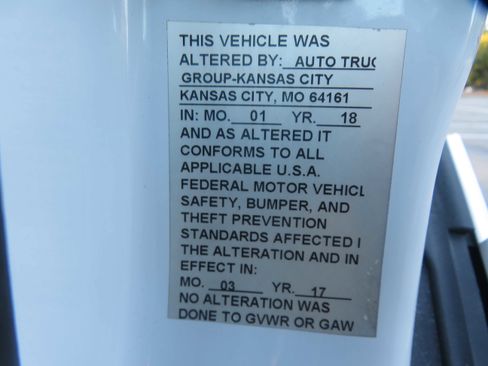 THIS VEHICLE WAS
ALTERED BY: AUTO TRUC
GROUP-KANSAS CITY
KANSAS CITY, MO 64161
IN: MO. 01 YR. 18
AND AS ALTERED IT
CONFORMS TO ALL
APPLICABLE U.S.A.
FEDERAL MOTOR VEHICL
SAFETY, BUMPER, AND
THEFT PREVENTION
STANDARDS AFFECTED I
THE ALTERATION AND IN
EFFECT IN:
MO. 03 YR. 17
NO ALTERATION WAS
DONE TO GVWR OR GAW